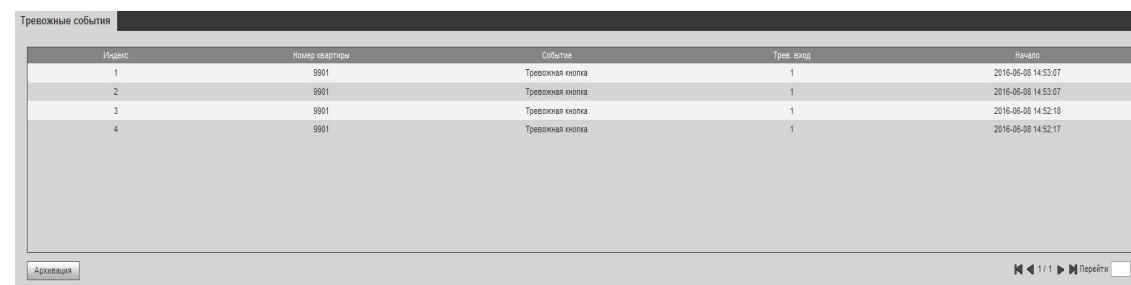 Тревожные события
Индекс Номер квартиры Событие Трев. вход Начало
1 9901 Тревожная кнопка 1 2016-06-08 14:53:07
2 9901 Тревожная кнопка 1 2016-06-08 14:53:07
3 9901 Тревожная кнопка 1 2016-06-08 14:52:18
4 9901 Тревожная кнопка 1 2016-06-08 14:52:17
Архивация 1 / 1 Перейти